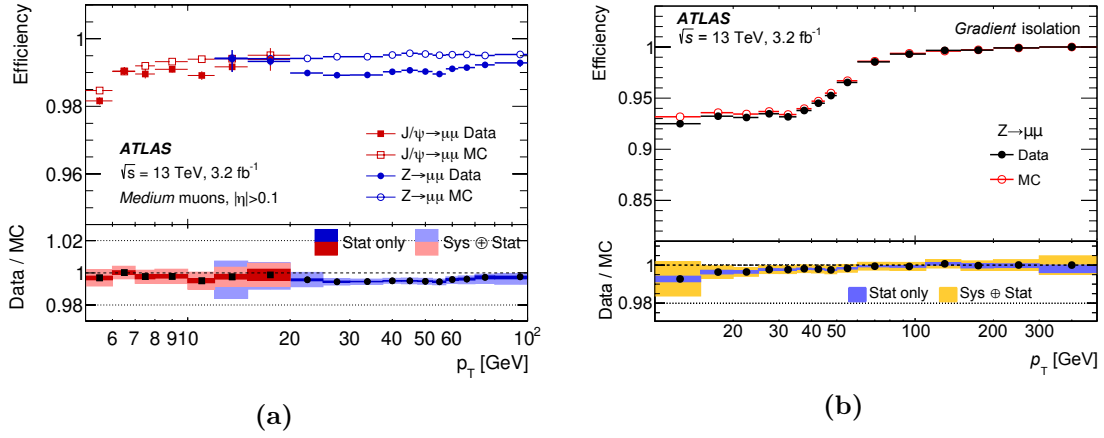 Efficiency
1
0.98
0.96
ATLAS
√s = 13 TeV, 3.2 fb⁻¹
Medium muons, |η|>0.1
J/ψ→μμ Data
J/ψ→μμ MC
Z→μμ Data
Z→μμ MC
Data / MC
1.02
1
0.98
Stat only
Sys ⊕ Stat
6 7 8 9 10 20 30 40 50 60 10²
p_T [GeV]
(a)
Efficiency
1
0.95
0.9
0.85
ATLAS
√s = 13 TeV, 3.2 fb⁻¹
Gradient isolation
Z→μμ
Data
MC
Data / MC
1
0.98
Stat only
Sys ⊕ Stat
20 30 40 50 100 200 300
p_T [GeV]
(b)